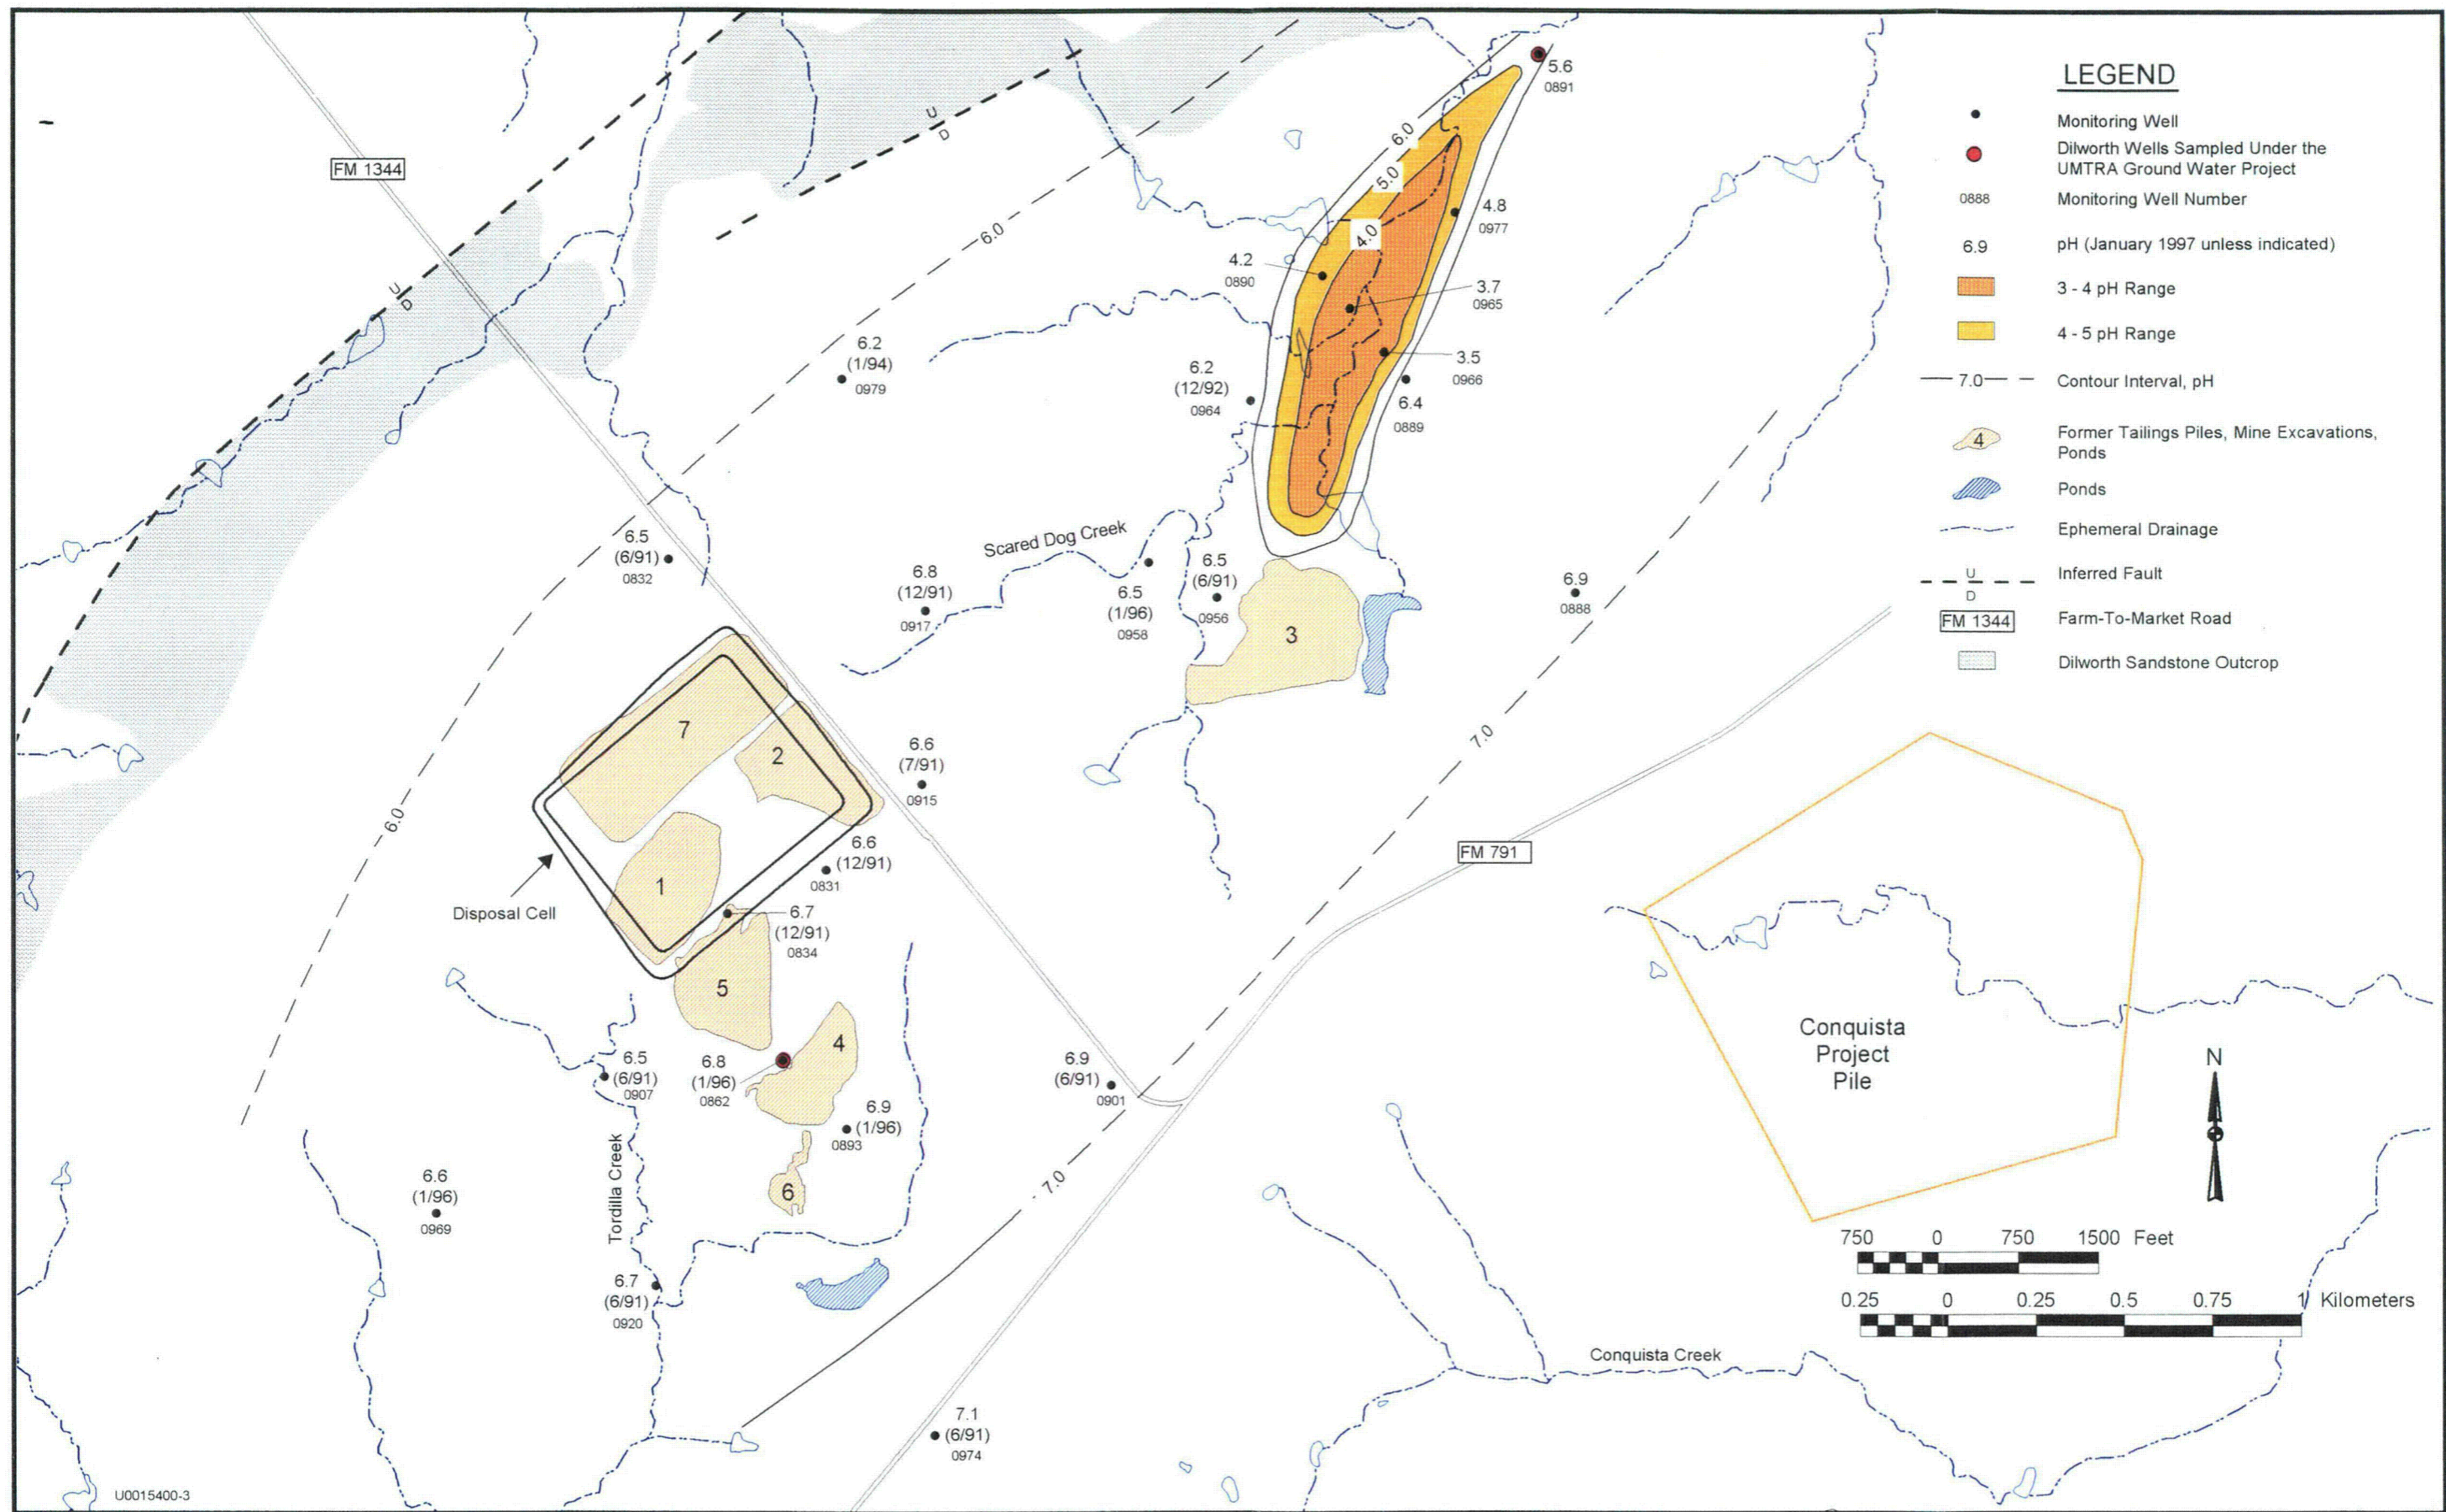 FM 1344
U
D
U
D
6.0
6.0
5.0
4.0
5.6
0891
4.8
0977
4.2
0890
3.7
0965
3.5
0966
6.4
0889
6.2
(12/92)
0964
6.2
(1/94)
0979
6.5
(6/91)
0832
Scared Dog Creek
6.8
(12/91)
0917
6.5
(1/96)
0958
6.5
(6/91)
0956
3
6.9
0888
7.0
7
2
1
6.6
(7/91)
0915
6.6
(12/91)
0831
6.0
Disposal Cell
6.7
(12/91)
0834
5
4
6.5
(6/91)
0907
6.8
(1/96)
0862
6.9
(1/96)
0893
6
6.9
(6/91)
0901
7.0
FM 791
6.6
(1/96)
0969
Tordilla Creek
6.7
(6/91)
0920
7.1
(6/91)
0974
Conquista
Project
Pile
Conquista Creek
LEGEND
Monitoring Well
Dilworth Wells Sampled Under the
UMTRA Ground Water Project
0888 Monitoring Well Number
6.9 pH (January 1997 unless indicated)
3 - 4 pH Range
4 - 5 pH Range
7.0 Contour Interval, pH
4 Former Tailings Piles, Mine Excavations,
Ponds
Ponds
Ephemeral Drainage
U
D
Inferred Fault
FM 1344 Farm-To-Market Road
Dilworth Sandstone Outcrop
N
750 0 750 1500 Feet
0.25 0 0.25 0.5 0.75 1 Kilometers
U0015400-3